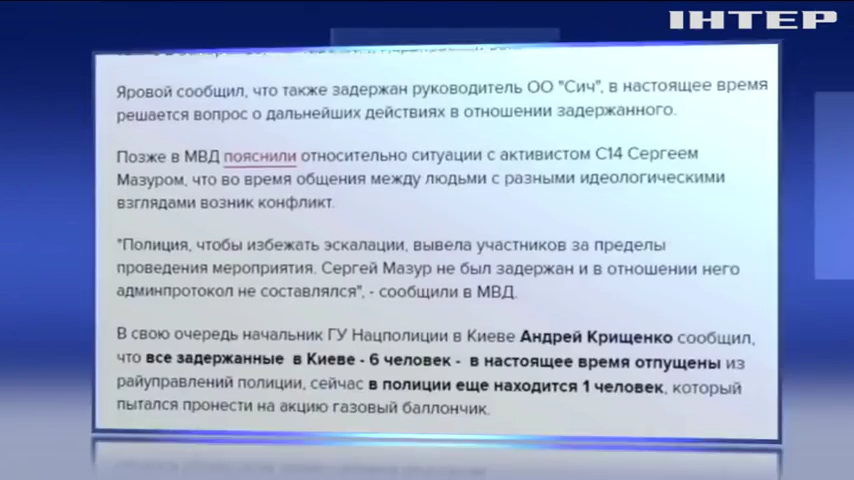 ІНТЕР
Яровой сообщил, что также задержан руководитель ОО "Сич", в настоящее время
решается вопрос о дальнейших действиях в отношении задержанного.
Позже в МВД пояснили относительно ситуации с активистом С14 Сергеем
Мазуром, что во время общения между людьми с разными идеологическими
взглядами возник конфликт.
"Полиция, чтобы избежать эскалации, вывела участников за пределы
проведения мероприятия. Сергей Мазур не был задержан и в отношении него
админпротокол не составлялся", - сообщили в МВД.
В свою очередь начальник ГУ Нацполиции в Киеве Андрей Крищенко сообщил,
что все задержанные в Киеве - 6 человек - в настоящее время отпущены из
райуправлений полиции, сейчас в полиции еще находится 1 человек, который
пытался пронести на акцию газовый баллончик.